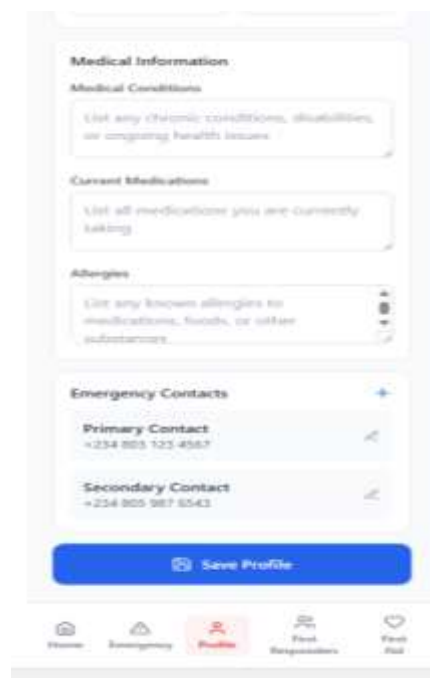 Medical Information
Medical Conditions
List any chronic conditions, disabilities,
or ongoing health issues
Current Medications
List all medications you are currently
taking
Allergies
List any known allergies to
medications, foods, or other
substances
Emergency Contacts
+
Primary Contact
+234 803 123 4567
Secondary Contact
+234 805 987 6543
Save Profile
Home Emergency Profile First Responders First Aid